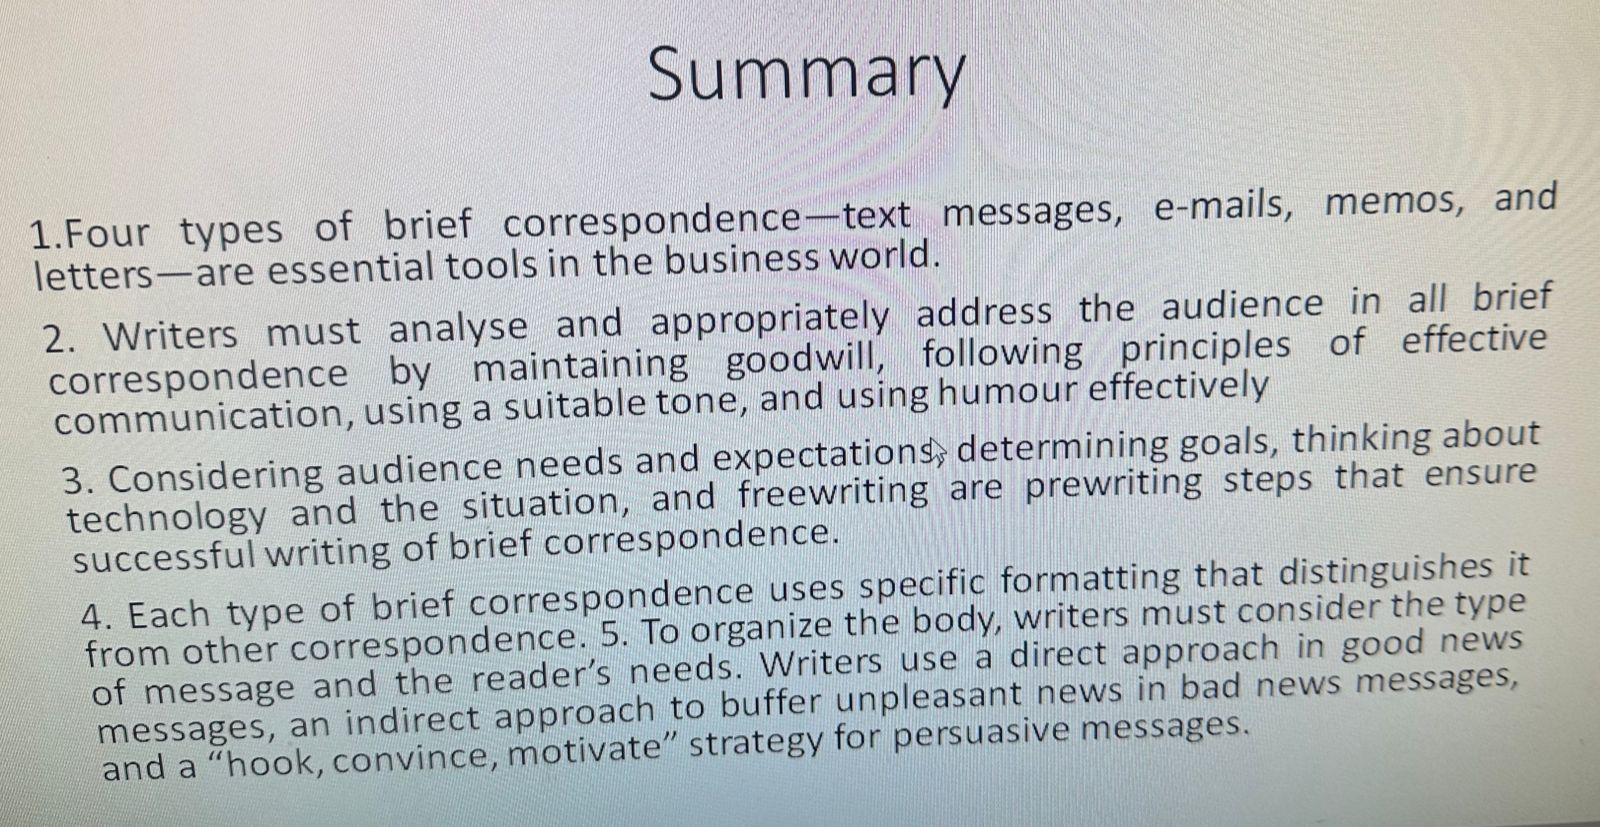 Summary
1.Four types of brief correspondence—text messages, e-mails, memos, and
letters—are essential tools in the business world.
2. Writers must analyse and appropriately address the audience in all brief
correspondence by maintaining goodwill, following principles of effective
communication, using a suitable tone, and using humour effectively
3. Considering audience needs and expectations, determining goals, thinking about
technology and the situation, and freewriting are prewriting steps that ensure
successful writing of brief correspondence.
4. Each type of brief correspondence uses specific formatting that distinguishes it
from other correspondence. 5. To organize the body, writers must consider the type
of message and the reader’s needs. Writers use a direct approach in good news
messages, an indirect approach to buffer unpleasant news in bad news messages,
and a “hook, convince, motivate” strategy for persuasive messages.